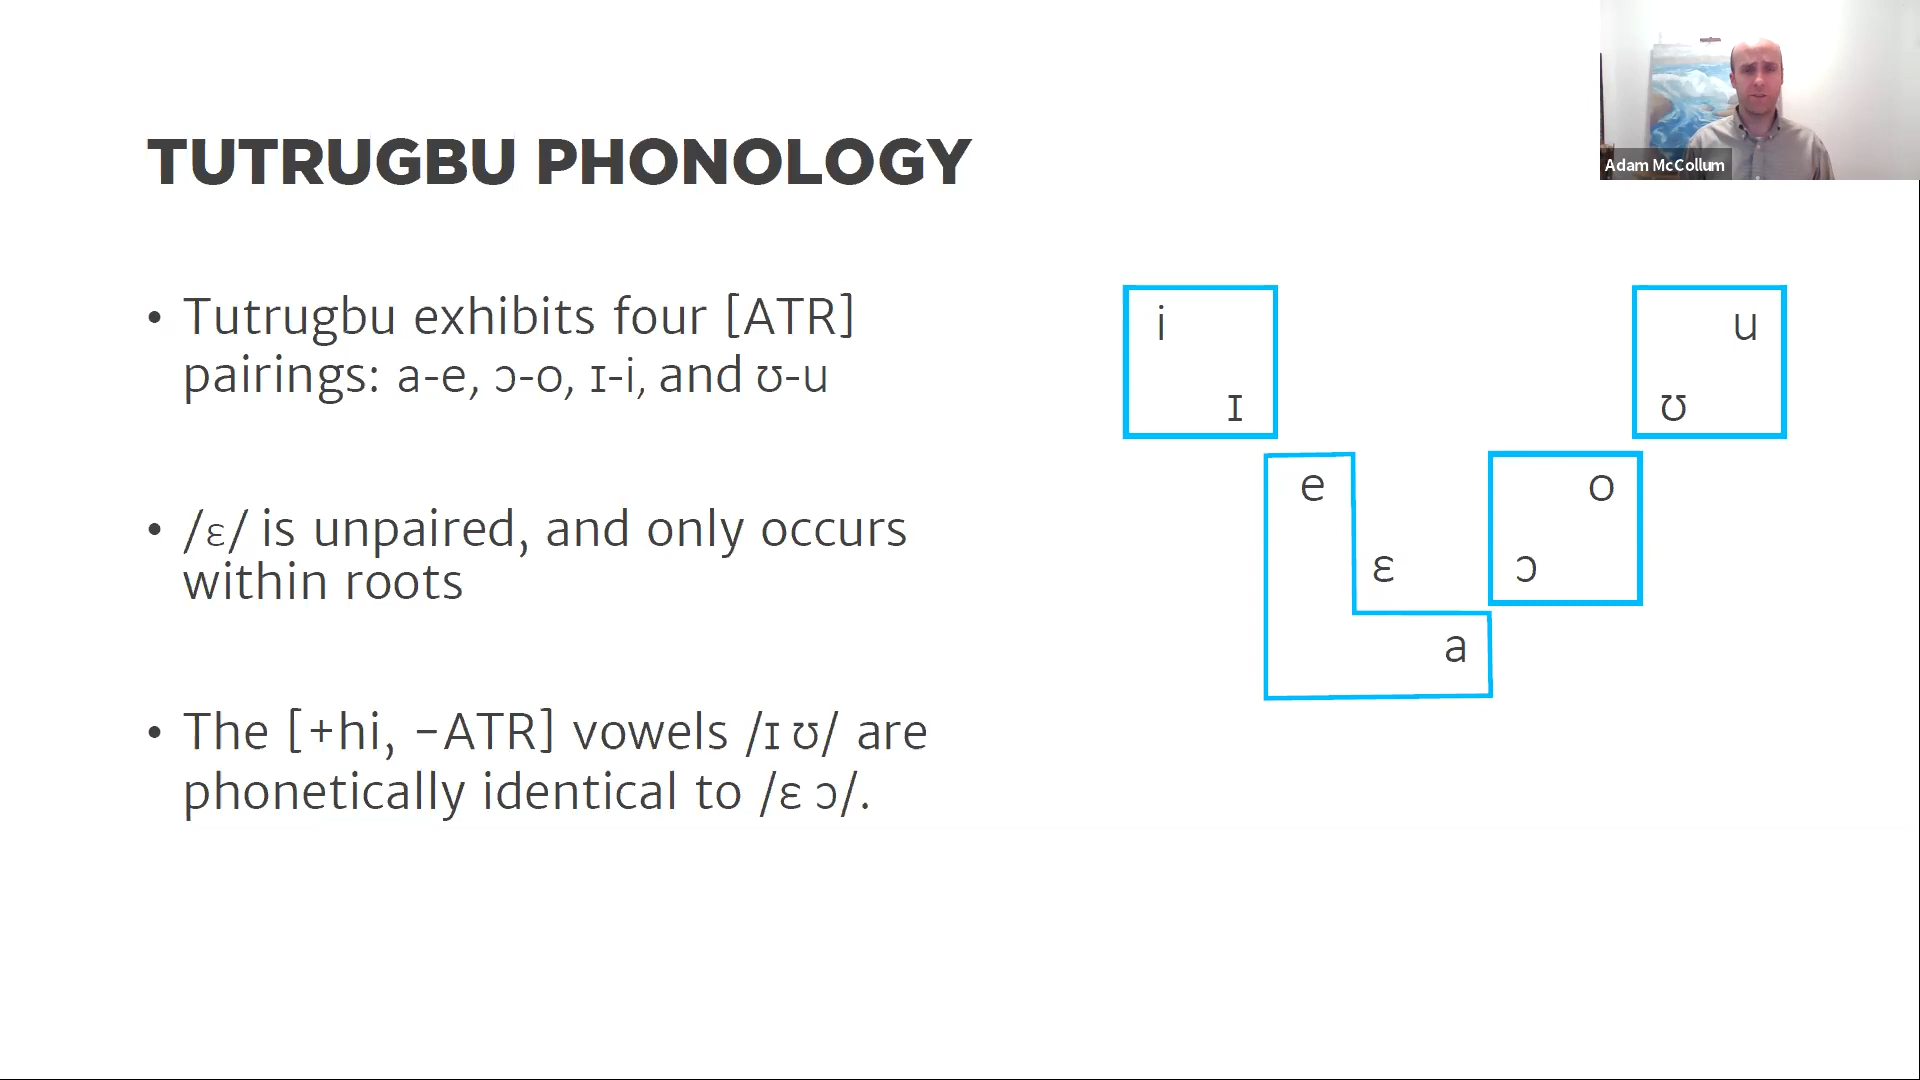 TUTRUGBU PHONOLOGY
• Tutrugbu exhibits four [ATR]
pairings: a-e, ɔ-o, ɪ-i, and ʊ-u
• /ɛ/ is unpaired, and only occurs
within roots
• The [+hi, −ATR] vowels /ɪ ʊ/ are
phonetically identical to /ɛ ɔ/.
i
u
ɪ
ʊ
e
o
ɛ
ɔ
a
Adam McCollum